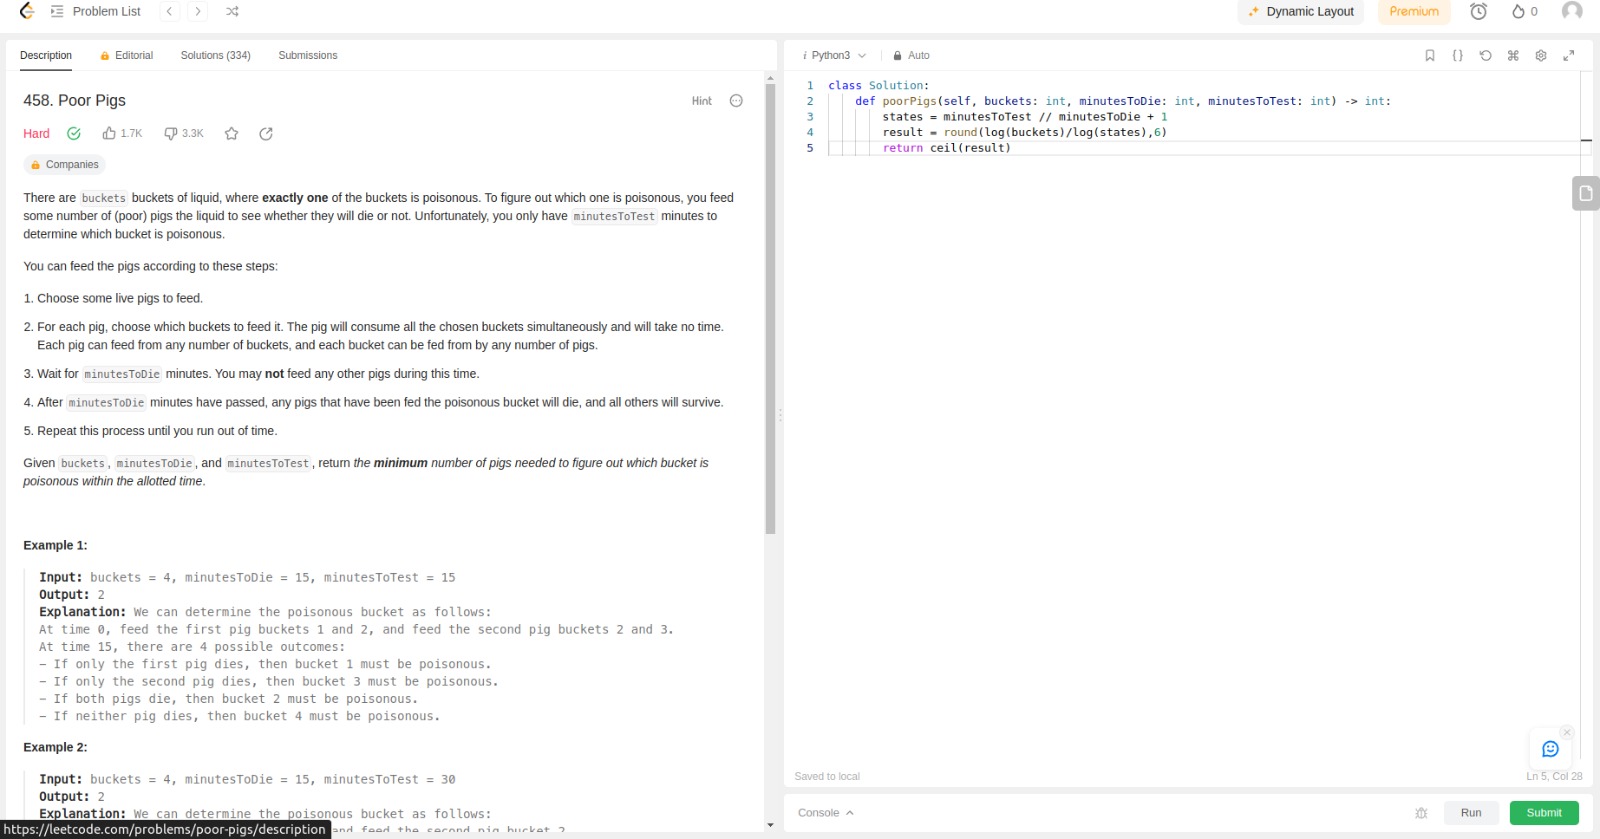 Problem List
Dynamic Layout
Premium
0
Description
Editorial
Solutions (334)
Submissions
458. Poor Pigs
Hint
Hard
1.7K
3.3K
Companies
There are buckets buckets of liquid, where exactly one of the buckets is poisonous. To figure out which one is poisonous, you feed
some number of (poor) pigs the liquid to see whether they will die or not. Unfortunately, you only have minutesToTest minutes to
determine which bucket is poisonous.
You can feed the pigs according to these steps:
1. Choose some live pigs to feed.
2. For each pig, choose which buckets to feed it. The pig will consume all the chosen buckets simultaneously and will take no time.
Each pig can feed from any number of buckets, and each bucket can be fed from by any number of pigs.
3. Wait for minutesToDie minutes. You may not feed any other pigs during this time.
4. After minutesToDie minutes have passed, any pigs that have been fed the poisonous bucket will die, and all others will survive.
5. Repeat this process until you run out of time.
Given buckets, minutesToDie, and minutesToTest, return the minimum number of pigs needed to figure out which bucket is
poisonous within the allotted time.
Example 1:
Input: buckets = 4, minutesToDie = 15, minutesToTest = 15
Output: 2
Explanation: We can determine the poisonous bucket as follows:
At time 0, feed the first pig buckets 1 and 2, and feed the second pig buckets 2 and 3.
At time 15, there are 4 possible outcomes:
– If only the first pig dies, then bucket 1 must be poisonous.
– If only the second pig dies, then bucket 3 must be poisonous.
– If both pigs die, then bucket 2 must be poisonous.
– If neither pig dies, then bucket 4 must be poisonous.
Example 2:
Input: buckets = 4, minutesToDie = 15, minutesToTest = 30
Output: 2
Explanation: We can determine the poisonous bucket as follows:
and feed the second pig bucket 2
https://leetcode.com/problems/poor-pigs/description
i Python3
Auto
1 class Solution:
2 def poorPigs(self, buckets: int, minutesToDie: int, minutesToTest: int) -> int:
3 states = minutesToTest // minutesToDie + 1
4 result = round(log(buckets)/log(states),6)
5 return ceil(result)
Saved to local
Ln 5, Col 28
Console
Run
Submit